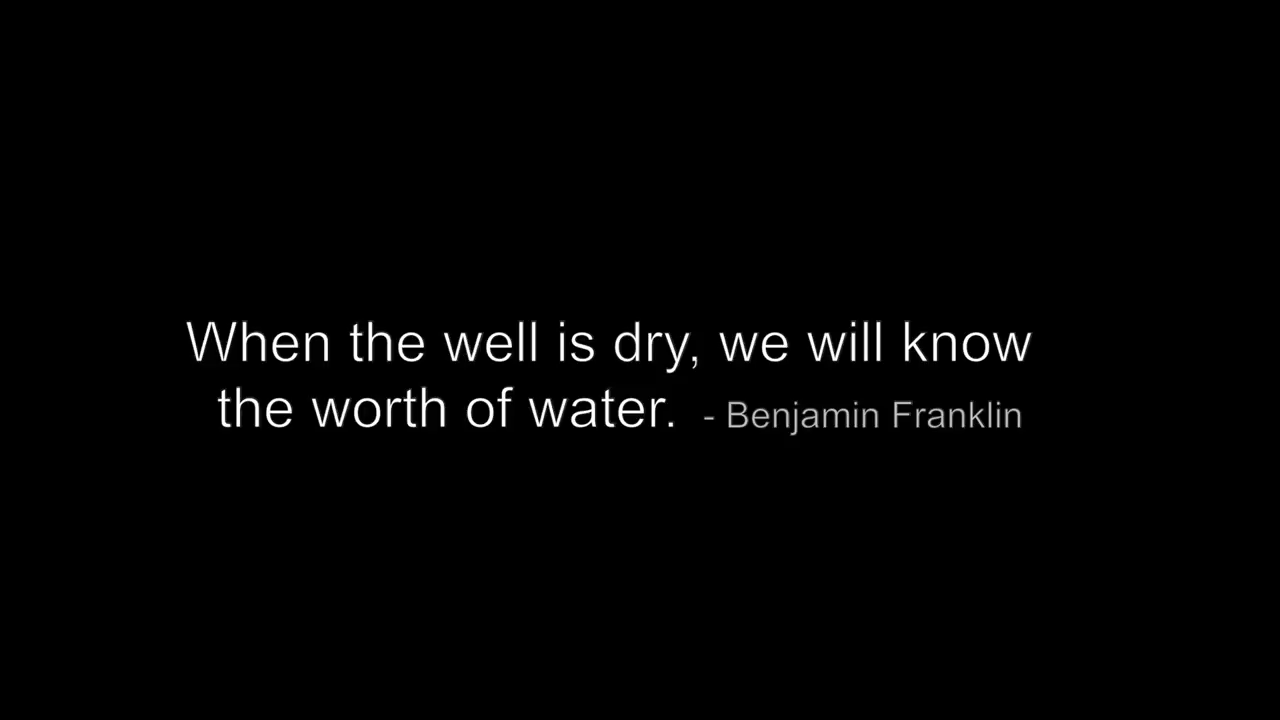 When the well is dry, we will know
the worth of water. - Benjamin Franklin